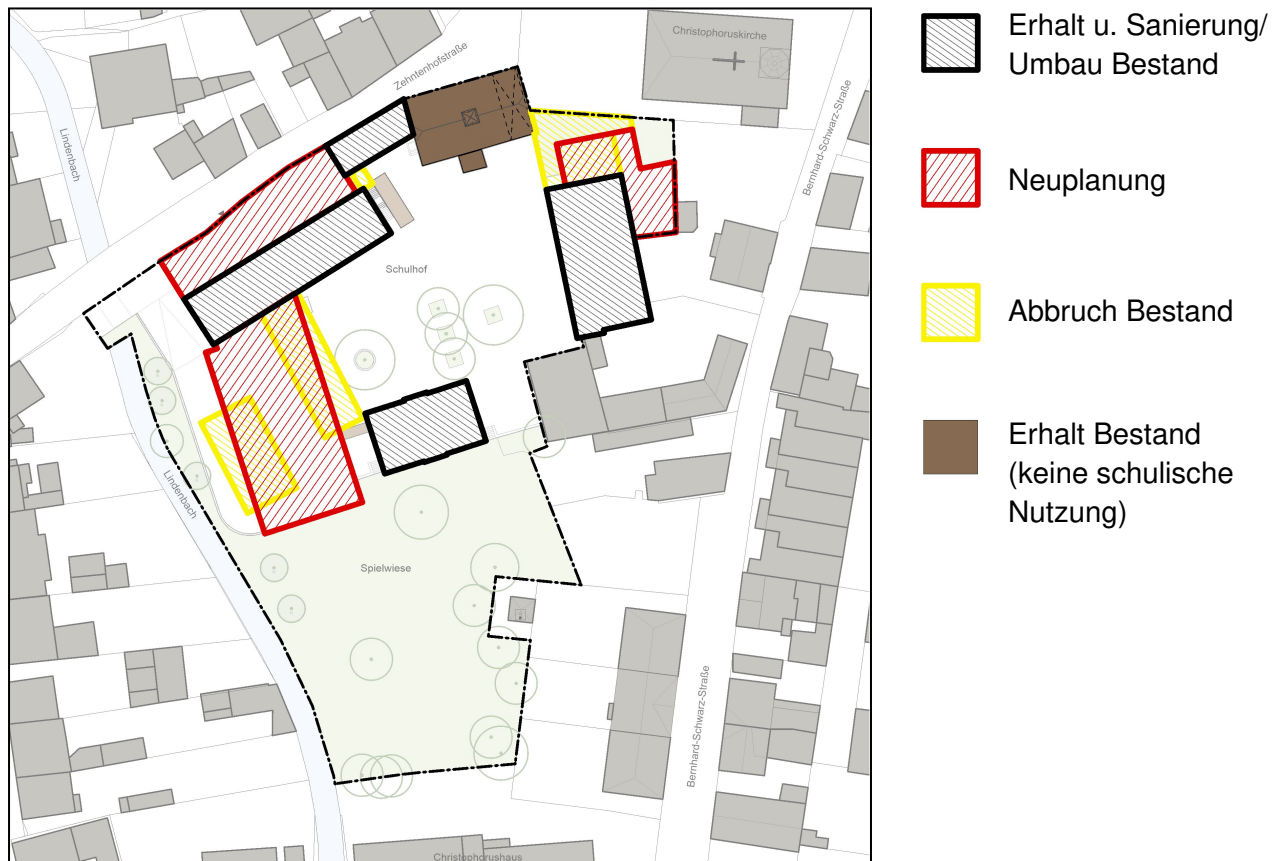 Christophoruskirche
Zehntenhofstraße
Bernhard-Schwarz-Straße
Lindenbach
Schulhof
Lindenbach
Spielwiese
Bernhard-Schwarz-Straße
Christophorushaus
Erhalt u. Sanierung/
Umbau Bestand
Neuplanung
Abbruch Bestand
Erhalt Bestand
(keine schulische
Nutzung)